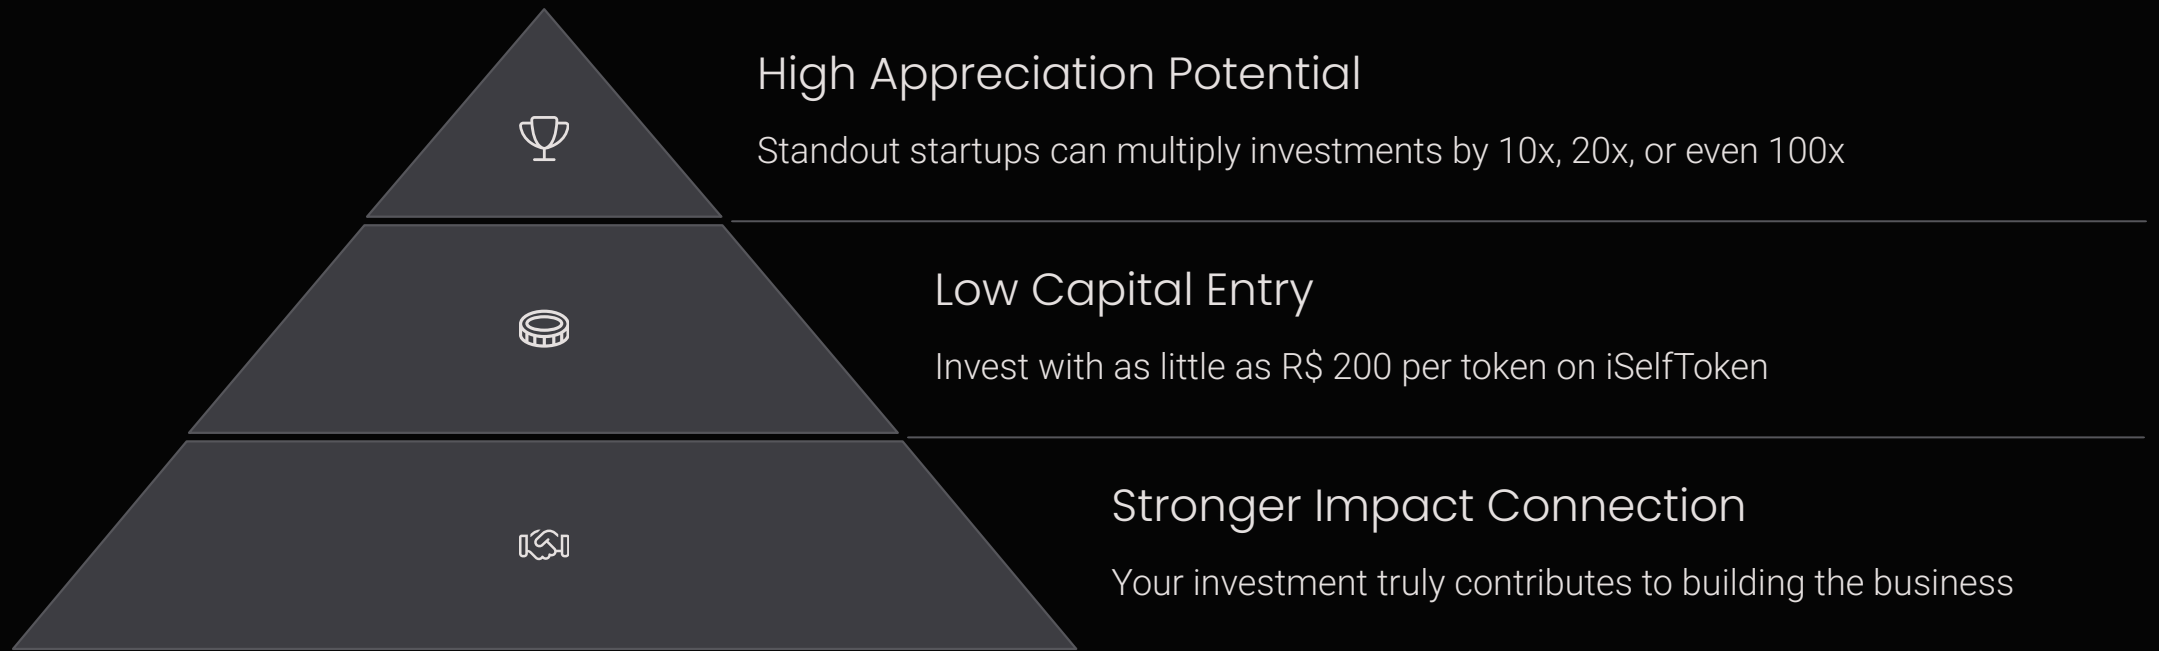 High Appreciation Potential
Standout startups can multiply investments by 10x, 20x, or even 100x
Low Capital Entry
Invest with as little as R$ 200 per token on iSelfToken
Stronger Impact Connection
Your investment truly contributes to building the business